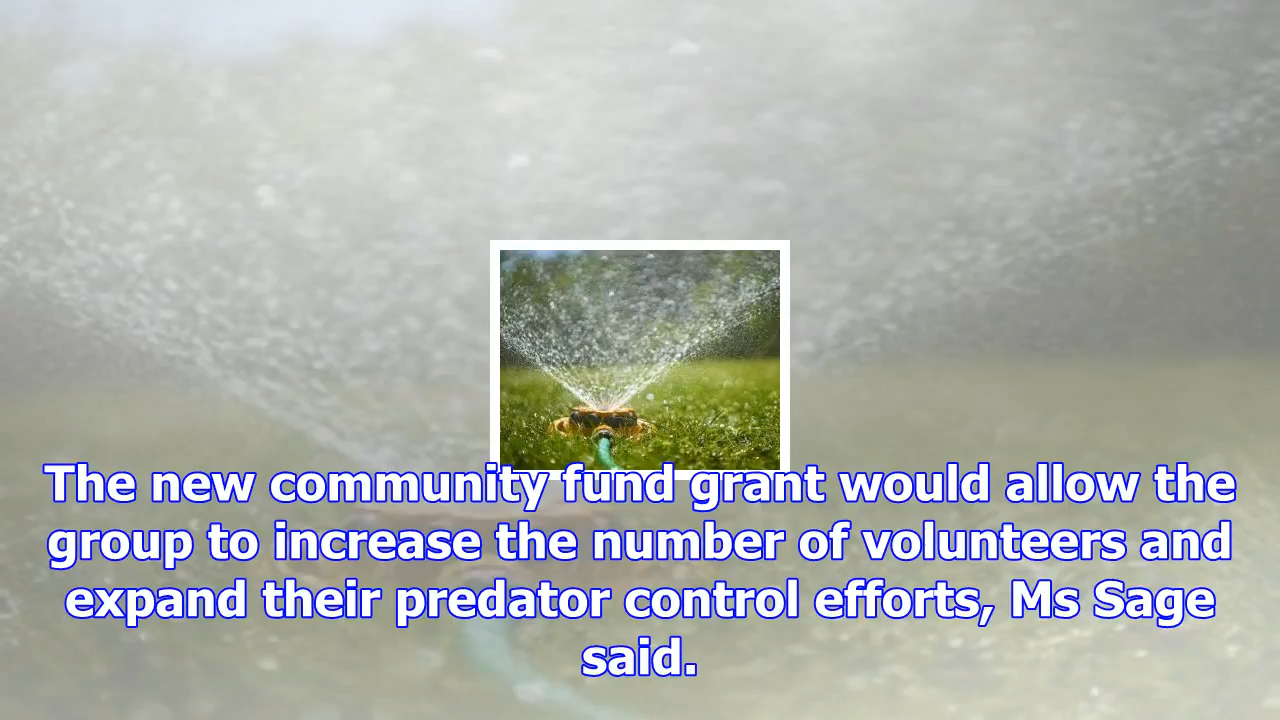 The new community fund grant would allow the
group to increase the number of volunteers and
expand their predator control efforts, Ms Sage
said.